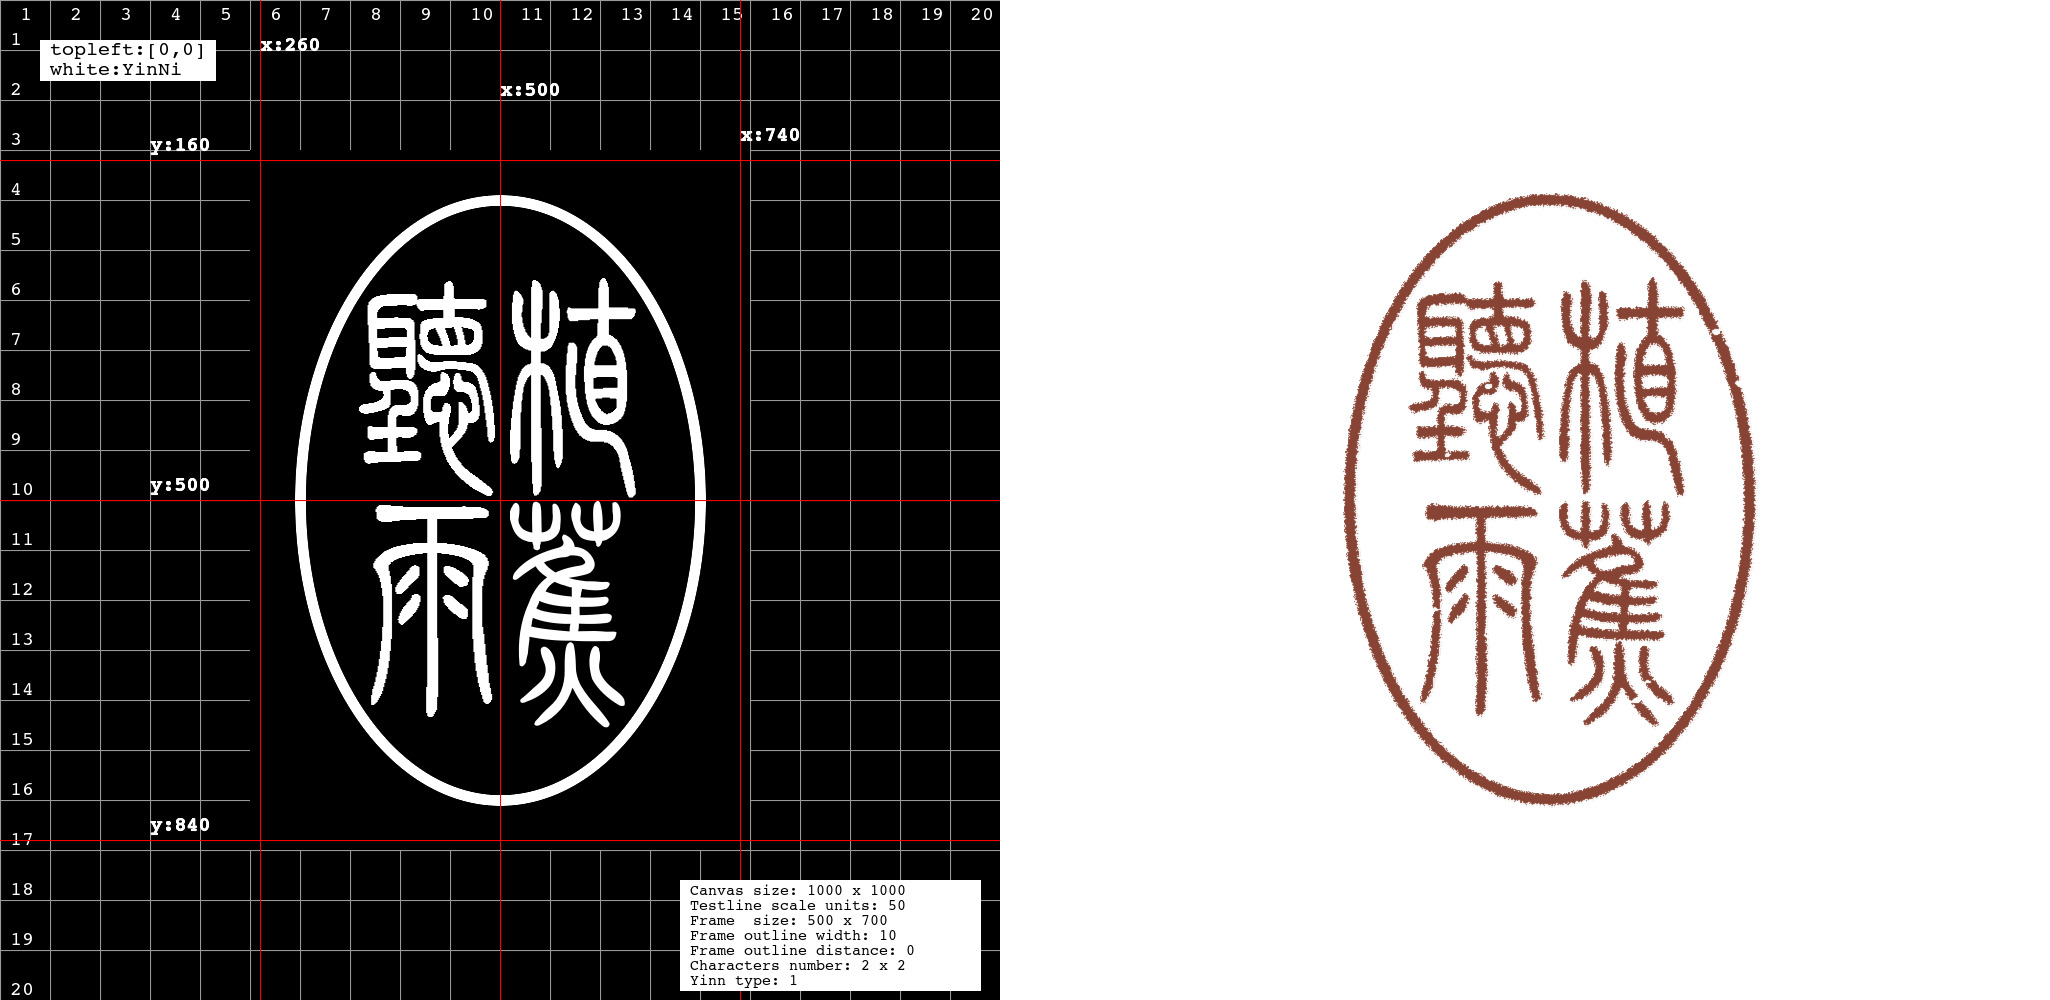 1 2 3 4 5 6 7 8 9 10 11 12 13 14 15 16 17 18 19 20
1
topleft:[0,0]
white:YinNi
x:260
2
x:500
3
x:740
y:160
4
5
6
7
8
9
y:500
10
11
12
13
14
15
16
y:840
17
18
19
20
植蕉聽雨
Canvas size: 1000 x 1000
Testline scale units: 50
Frame  size: 500 x 700
Frame outline width: 10
Frame outline distance: 0
Characters number: 2 x 2
Yinn type: 1
植蕉聽雨